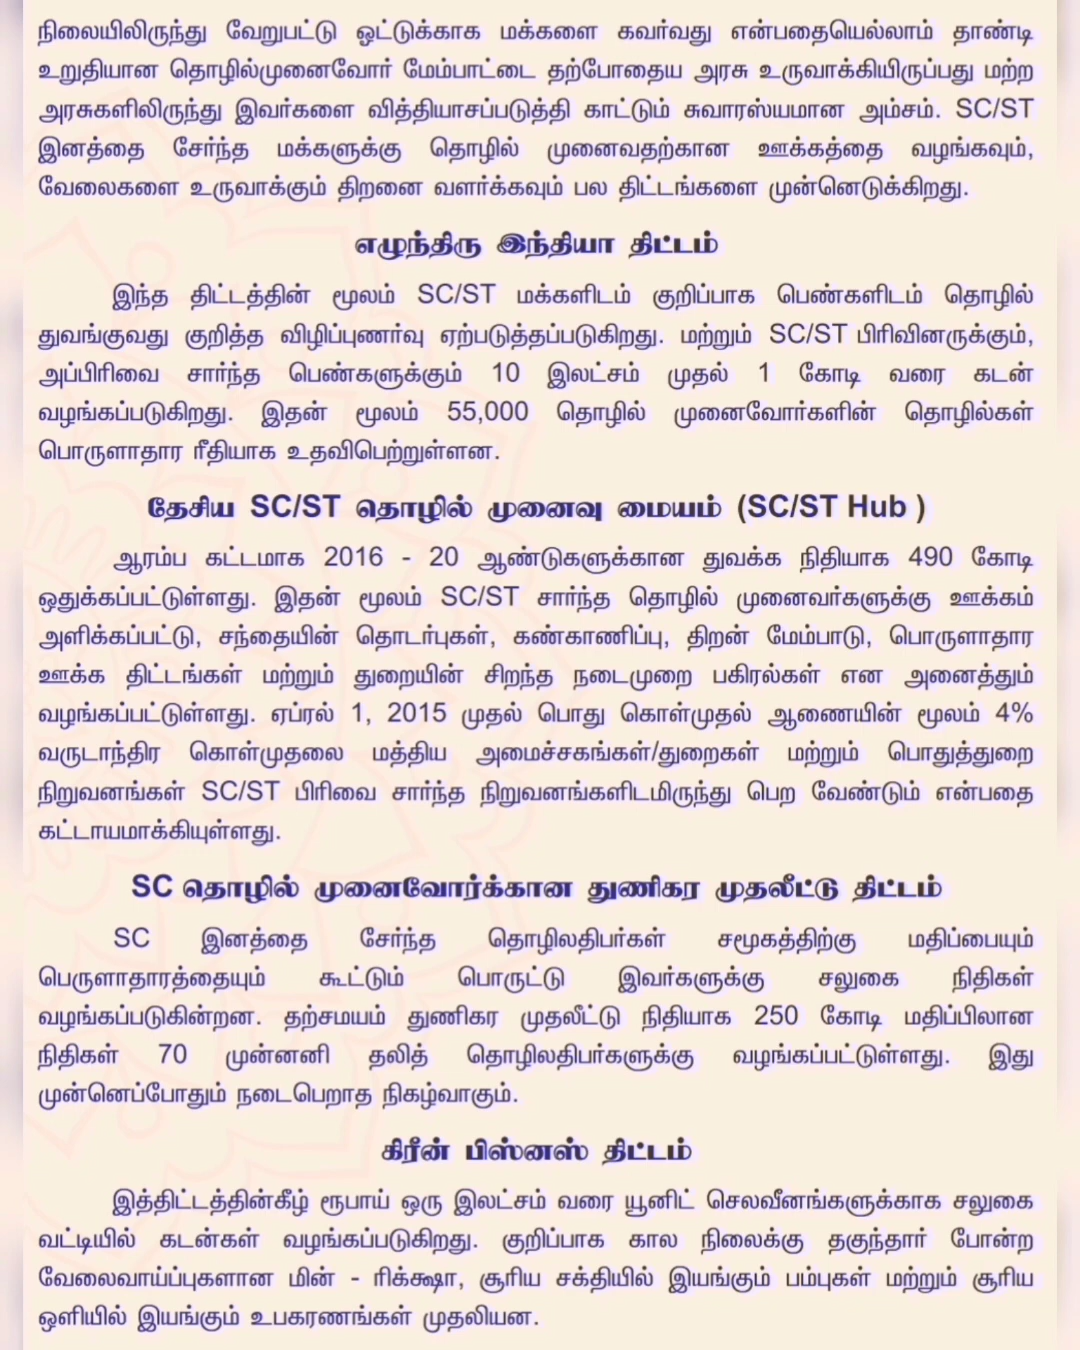 நிலையிலிருந்து வேறுபட்டு ஓட்டுக்காக மக்களை கவர்வது என்பதையெல்லாம் தாண்டி
உறுதியான தொழில்முனைவோர் மேம்பாட்டை தற்போதைய அரசு உருவாக்கியிருப்பது மற்ற
அரசுகளிலிருந்து இவர்களை வித்தியாசப்படுத்தி காட்டும் சுவாரஸ்யமான அம்சம். SC/ST
இனத்தை சேர்ந்த மக்களுக்கு தொழில் முனைவதற்கான ஊக்கத்தை வழங்கவும்,
வேலைகளை உருவாக்கும் திறனை வளர்க்கவும் பல திட்டங்களை முன்னெடுக்கிறது.
எழுந்திரு இந்தியா திட்டம்
இந்த திட்டத்தின் மூலம் SC/ST மக்களிடம் குறிப்பாக பெண்களிடம் தொழில்
துவங்குவது குறித்த விழிப்புணர்வு ஏற்படுத்தப்படுகிறது. மற்றும் SC/ST பிரிவினருக்கும்,
அப்பிரிவை சார்ந்த பெண்களுக்கும் 10 இலட்சம் முதல் 1 கோடி வரை கடன்
வழங்கப்படுகிறது. இதன் மூலம் 55,000 தொழில் முனைவோர்களின் தொழில்கள்
பொருளாதார ரீதியாக உதவிபெற்றுள்ளன.
தேசிய SC/ST தொழில் முனைவு மையம் (SC/ST Hub )
ஆரம்ப கட்டமாக 2016 - 20 ஆண்டுகளுக்கான துவக்க நிதியாக 490 கோடி
ஒதுக்கப்பட்டுள்ளது. இதன் மூலம் SC/ST சார்ந்த தொழில் முனைவர்களுக்கு ஊக்கம்
அளிக்கப்பட்டு, சந்தையின் தொடர்புகள், கண்காணிப்பு, திறன் மேம்பாடு, பொருளாதார
ஊக்க திட்டங்கள் மற்றும் துறையின் சிறந்த நடைமுறை பகிரல்கள் என அனைத்தும்
வழங்கப்பட்டுள்ளது. ஏப்ரல் 1, 2015 முதல் பொது கொள்முதல் ஆணையின் மூலம் 4%
வருடாந்திர கொள்முதலை மத்திய அமைச்சகங்கள்/துறைகள் மற்றும் பொதுத்துறை
நிறுவனங்கள் SC/ST பிரிவை சார்ந்த நிறுவனங்களிடமிருந்து பெற வேண்டும் என்பதை
கட்டாயமாக்கியுள்ளது.
SC தொழில் முனைவோர்க்கான துணிகர முதலீட்டு திட்டம்
SC இனத்தை சேர்ந்த தொழிலதிபர்கள் சமூகத்திற்கு மதிப்பையும்
பெருளாதாரத்தையும் கூட்டும் பொருட்டு இவர்களுக்கு சலுகை நிதிகள்
வழங்கப்படுகின்றன. தற்சமயம் துணிகர முதலீட்டு நிதியாக 250 கோடி மதிப்பிலான
நிதிகள் 70 முன்னனி தலித் தொழிலதிபர்களுக்கு வழங்கப்பட்டுள்ளது. இது
முன்னெப்போதும் நடைபெறாத நிகழ்வாகும்.
கிரீன் பிஸ்னஸ் திட்டம்
இத்திட்டத்தின்கீழ் ரூபாய் ஒரு இலட்சம் வரை யூனிட் செலவீனங்களுக்காக சலுகை
வட்டியில் கடன்கள் வழங்கப்படுகிறது. குறிப்பாக கால நிலைக்கு தகுந்தார் போன்ற
வேலைவாய்ப்புகளான மின் - ரிக்க்ஷா, சூரிய சக்தியில் இயங்கும் பம்புகள் மற்றும் சூரிய
ஒளியில் இயங்கும் உபகரணங்கள் முதலியன.